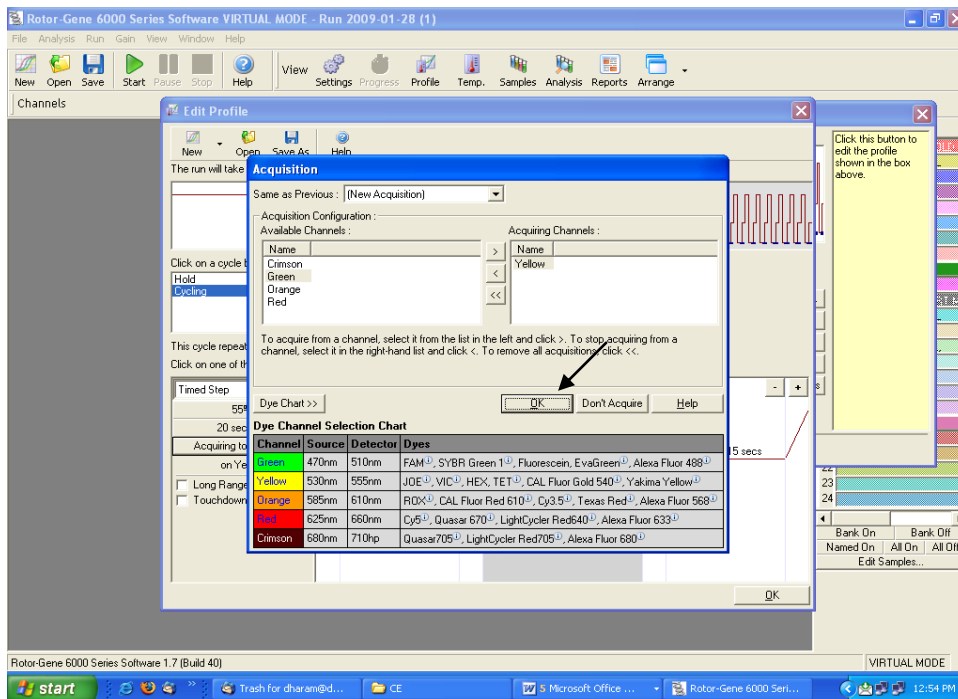 Rotor-Gene 6000 Series Software VIRTUAL MODE - Run 2009-01-28 (1)
File Analysis Run Gain View Window Help
New Open Save Start Pause Stop Help View Settings Progress Profile Temp. Samples Analysis Reports Arrange
Channels
Edit Profile
New Open Save As Help
Click this button to
edit the profile
shown in the box
above.
The run will take
Click on a cycle b
Hold
Cycling
This cycle repeat
Click on one of th
Timed Step
55º
20 sec
Acquiring to
on Ye
Long Range
Touchdown
15 secs
OK
Acquisition
Same as Previous : (New Acquisition)
Acquisition Configuration :
Available Channels :
Name
Crimson
Green
Orange
Red
>
<
<<
Acquiring Channels :
Name
Yellow
To acquire from a channel, select it from the list in the left and click >. To stop acquiring from a
channel, select it in the right-hand list and click <. To remove all acquisitions, click <<.
Dye Chart >> OK Don't Acquire Help
Dye Channel Selection Chart
Channel Source Detector Dyes
Green 470nm 510nm FAM, SYBR Green 1, Fluorescein, EvaGreen, Alexa Fluor 488
Yellow 530nm 555nm JOE, VIC, HEX, TET, CAL Fluor Gold 540, Yakima Yellow
Orange 585nm 610nm ROX, CAL Fluor Red 610, Cy3.5, Texas Red, Alexa Fluor 568
Red 625nm 660nm Cy5, Quasar 670, LightCycler Red640, Alexa Fluor 633
Crimson 680nm 710hp Quasar705, LightCycler Red705, Alexa Fluor 680
- +
22
23
24
Bank On Bank Off
Named On All On All Off
Edit Samples...
Rotor-Gene 6000 Series Software 1.7 (Build 40) VIRTUAL MODE
start Trash for dharam@d... CE 5 Microsoft Office ... Rotor-Gene 6000 Seri... 12:54 PM